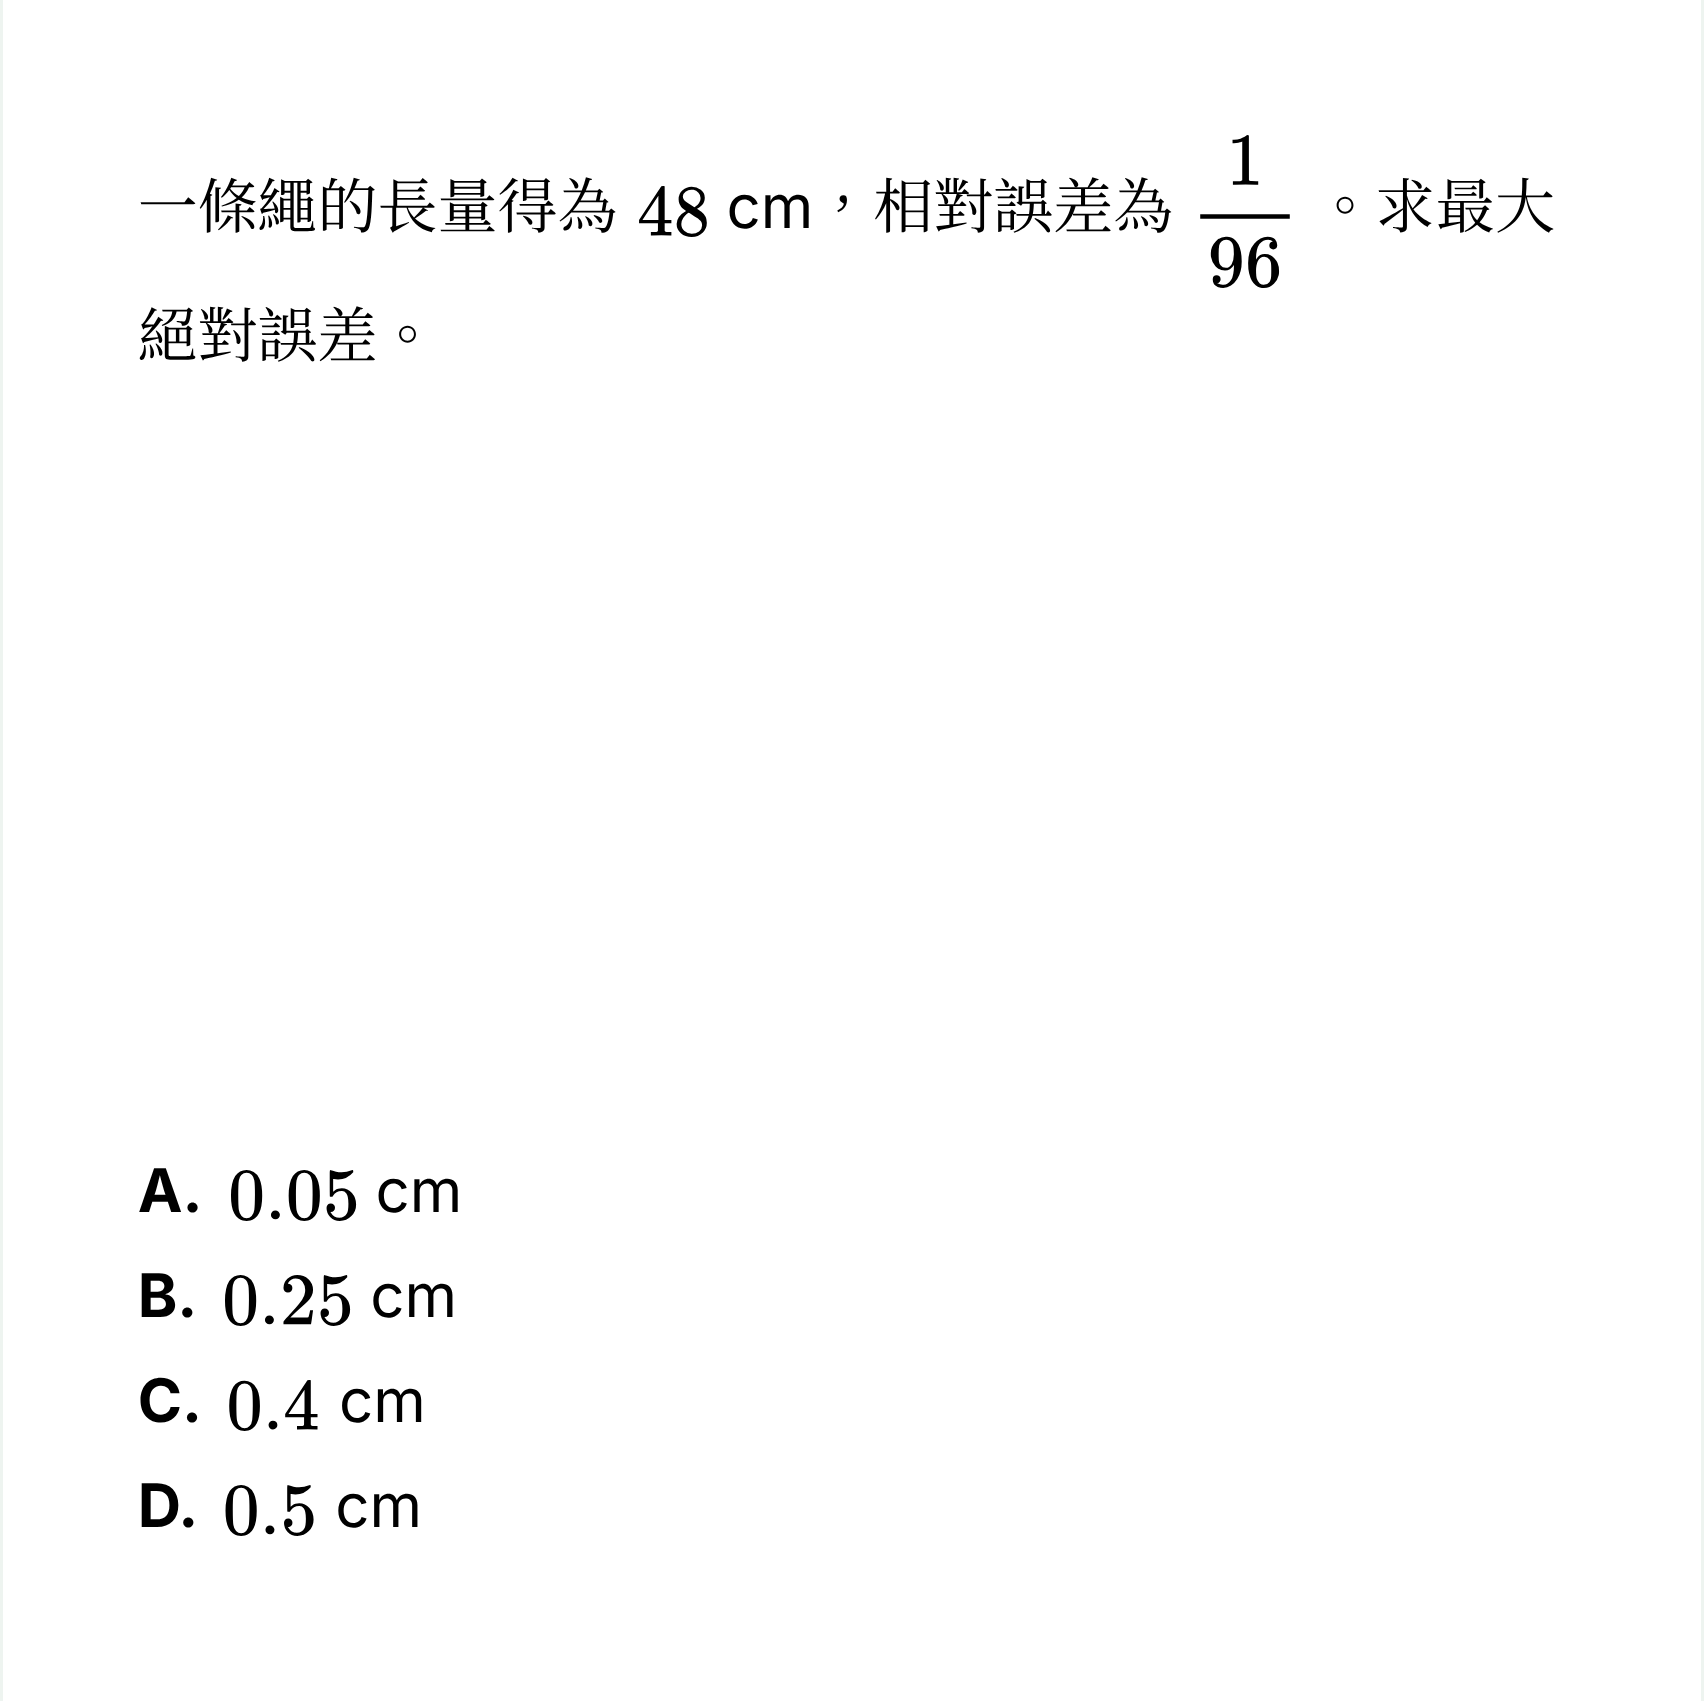 一條繩的長量得為 48 cm，相對誤差為 \frac{1}{96}。求最大
絕對誤差。
A. 0.05 cm
B. 0.25 cm
C. 0.4 cm
D. 0.5 cm